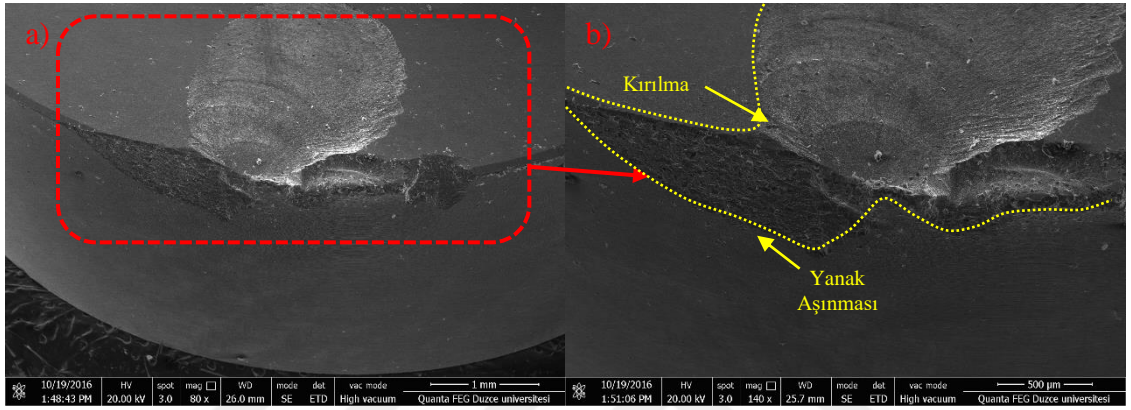 a)
b)
Kırılma
Yanak
Aşınması
10/19/2016 HV spot mag WD mode det vac mode 1 mm
1:48:43 PM 20.00 kV 3.0 80 x 26.0 mm SE ETD High vacuum Quanta FEG Duzce universitesi
10/19/2016 HV spot mag WD mode det vac mode 500 µm
1:51:06 PM 20.00 kV 3.0 140 x 25.7 mm SE ETD High vacuum Quanta FEG Duzce universitesi